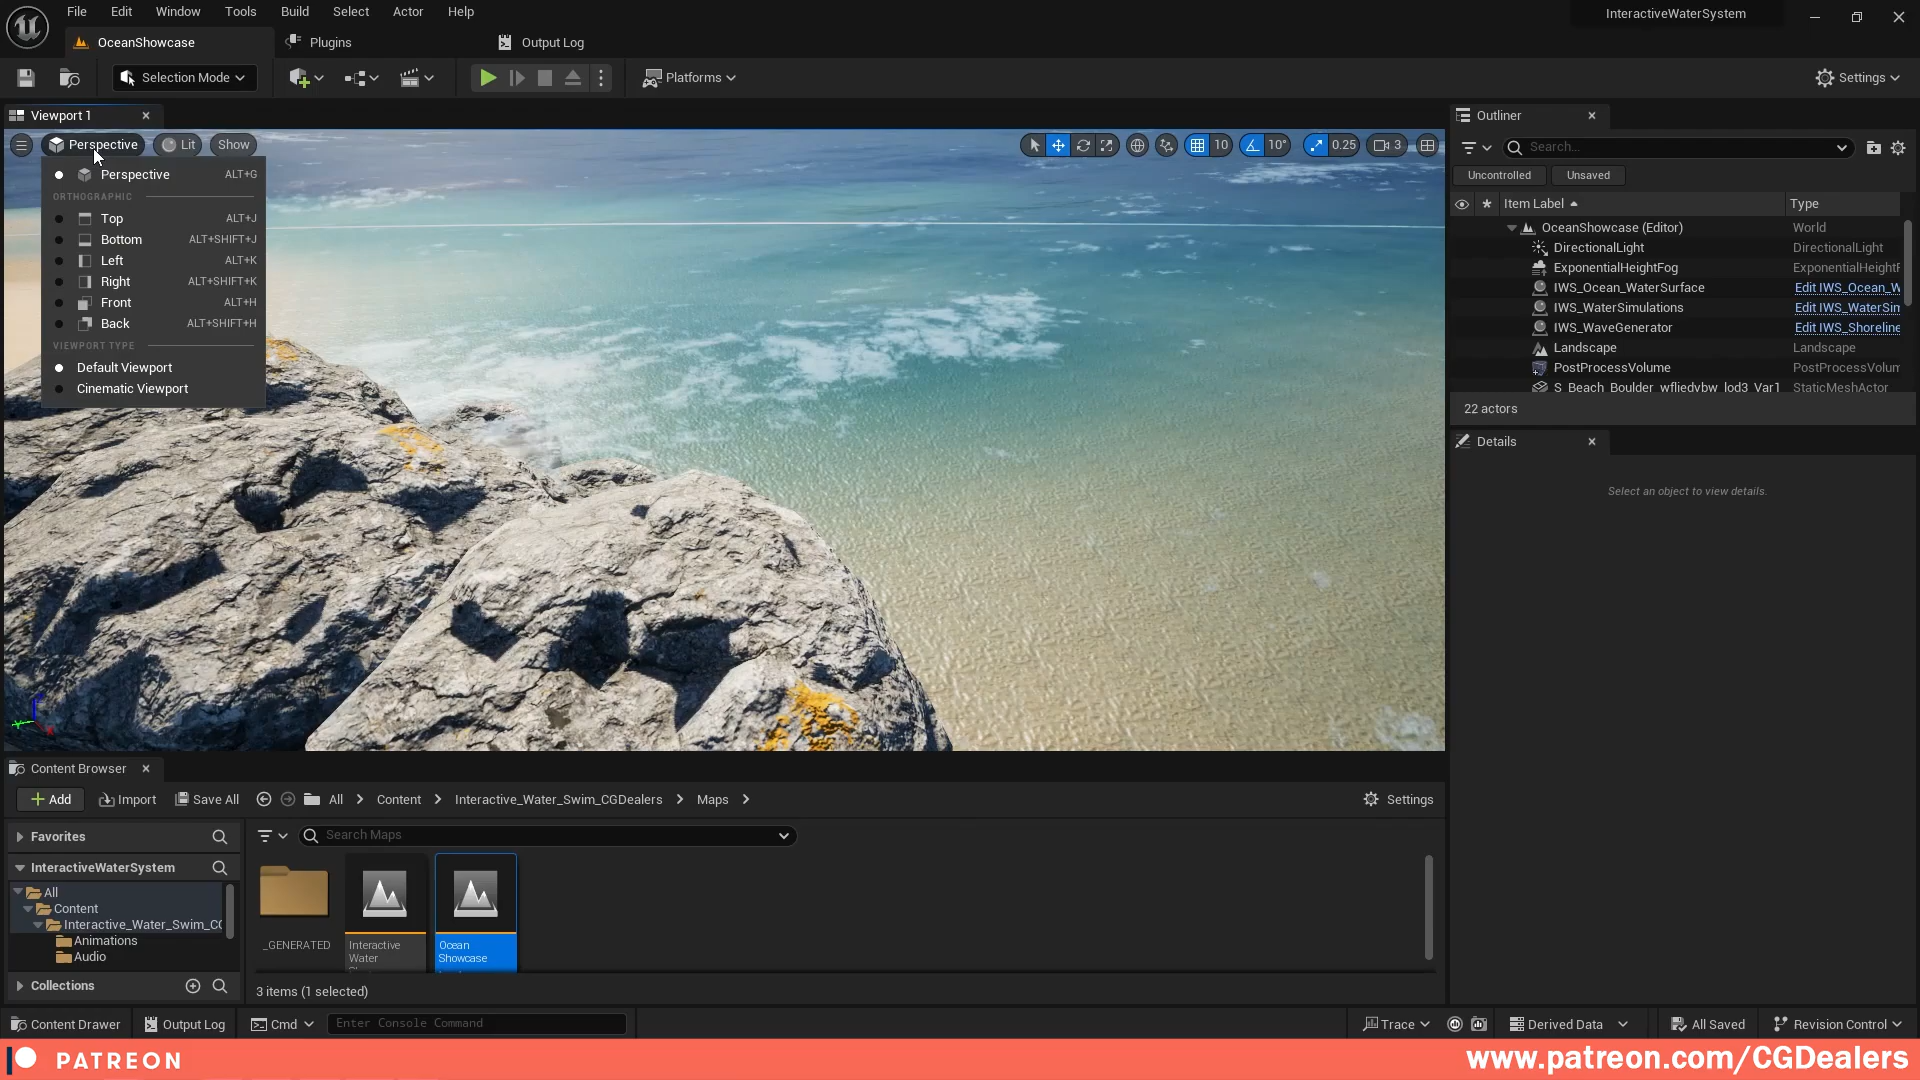 File Edit Window Tools Build Select Actor Help
InteractiveWaterSystem
OceanShowcase
Plugins
Output Log
Selection Mode
Platforms
Settings
Viewport 1
Perspective
Lit
Show
10
10°
0.25
3
Perspective ALT+G
ORTHOGRAPHIC
Top ALT+J
Bottom ALT+SHIFT+J
Left ALT+K
Right ALT+SHIFT+K
Front ALT+H
Back ALT+SHIFT+H
VIEWPORT TYPE
Default Viewport
Cinematic Viewport
Outliner
Search...
Uncontrolled
Unsaved
Item Label Type
OceanShowcase (Editor) World
DirectionalLight DirectionalLight
ExponentialHeightFog ExponentialHeightF
IWS_Ocean_WaterSurface Edit IWS_Ocean_W
IWS_WaterSimulations Edit IWS_WaterSim
IWS_WaveGenerator Edit IWS_Shoreline
Landscape Landscape
PostProcessVolume PostProcessVolum
S_Beach_Boulder_wfliedvbw_lod3_Var1 StaticMeshActor
22 actors
Details
Select an object to view details.
Content Browser
Add
Import
Save All
All
Content
Interactive_Water_Swim_CGDealers
Maps
Settings
Favorites
Search Maps
InteractiveWaterSystem
All
Content
Interactive_Water_Swim_CG
Animations
Audio
Collections
_GENERATED
Interactive
Water
Ocean
Showcase
3 items (1 selected)
Content Drawer
Output Log
Cmd
Enter Console Command
Trace
Derived Data
All Saved
Revision Control
PATREON
www.patreon.com/CGDealers